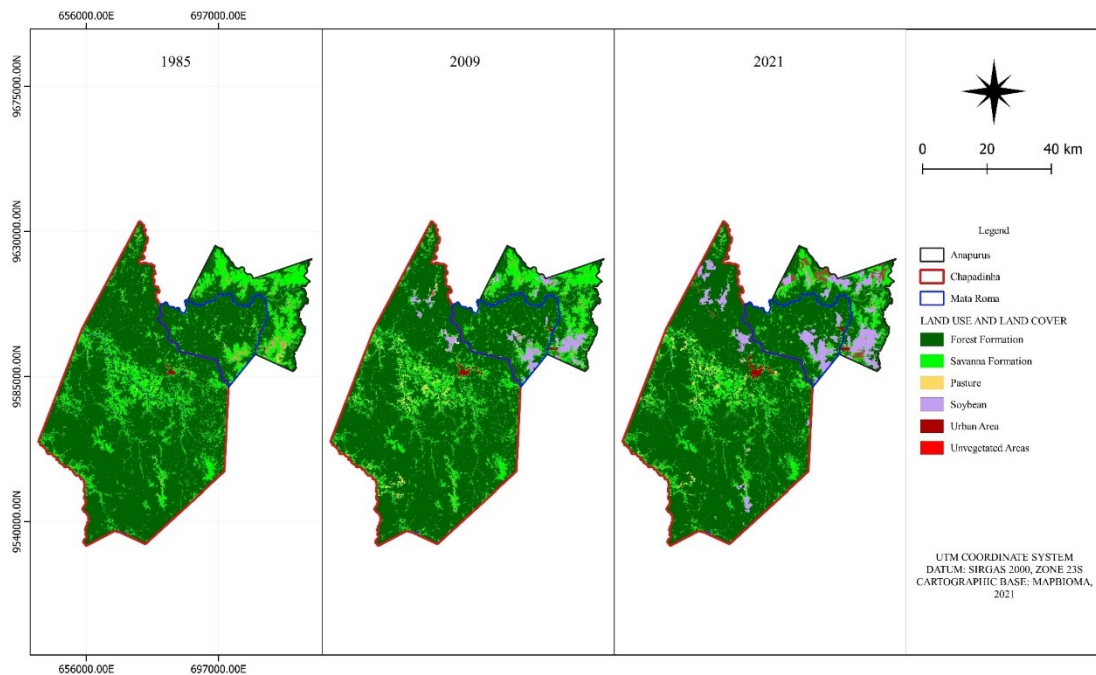 656000.00E 697000.00E
1985
2009
2021
9675000.00N
9630000.00N
9585000.00N
9540000.00N
0 20 40 km
Legend
Anapurus
Chapadinha
Mata Roma
LAND USE AND LAND COVER
Forest Formation
Savanna Formation
Pasture
Soybean
Urban Area
Unvegetated Areas
UTM COORDINATE SYSTEM
DATUM: SIRGAS 2000, ZONE 23S
CARTOGRAPHIC BASE: MAPBIOMA,
2021
656000.00E 697000.00E